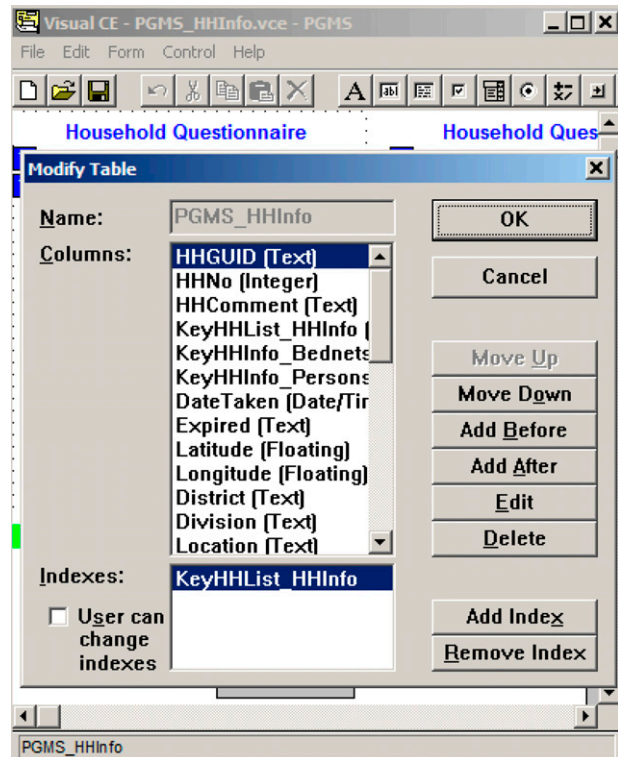 Visual CE - PGMS_HHInfo.vce - PGMS
File Edit Form Control Help
A ab
Household Questionnaire Household Ques
Modify Table
Name: PGMS_HHInfo
OK
Columns:
HHGUID (Text)
HHNo (Integer)
HHComment (Text)
KeyHHList_HHInfo (
KeyHHInfo_Bednets
KeyHHInfo_Persons
DateTaken (Date/Tir
Expired (Text)
Latitude (Floating)
Longitude (Floating)
District (Text)
Division (Text)
Location (Text)
Cancel
Move Up
Move Down
Add Before
Add After
Edit
Delete
Indexes:
KeyHHList_HHInfo
User can
change
indexes
Add Index
Remove Index
PGMS_HHInfo